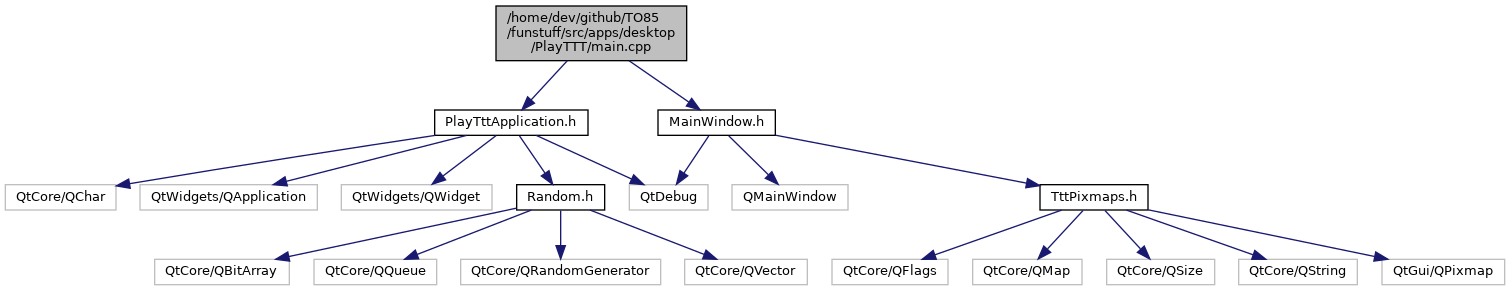 /home/dev/github/TO85
/funstuff/src/apps/desktop
/PlayTTT/main.cpp
PlayTttApplication.h
MainWindow.h
QtCore/QChar
QtWidgets/QApplication
QtWidgets/QWidget
Random.h
QtDebug
QMainWindow
TttPixmaps.h
QtCore/QBitArray
QtCore/QQueue
QtCore/QRandomGenerator
QtCore/QVector
QtCore/QFlags
QtCore/QMap
QtCore/QSize
QtCore/QString
QtGui/QPixmap